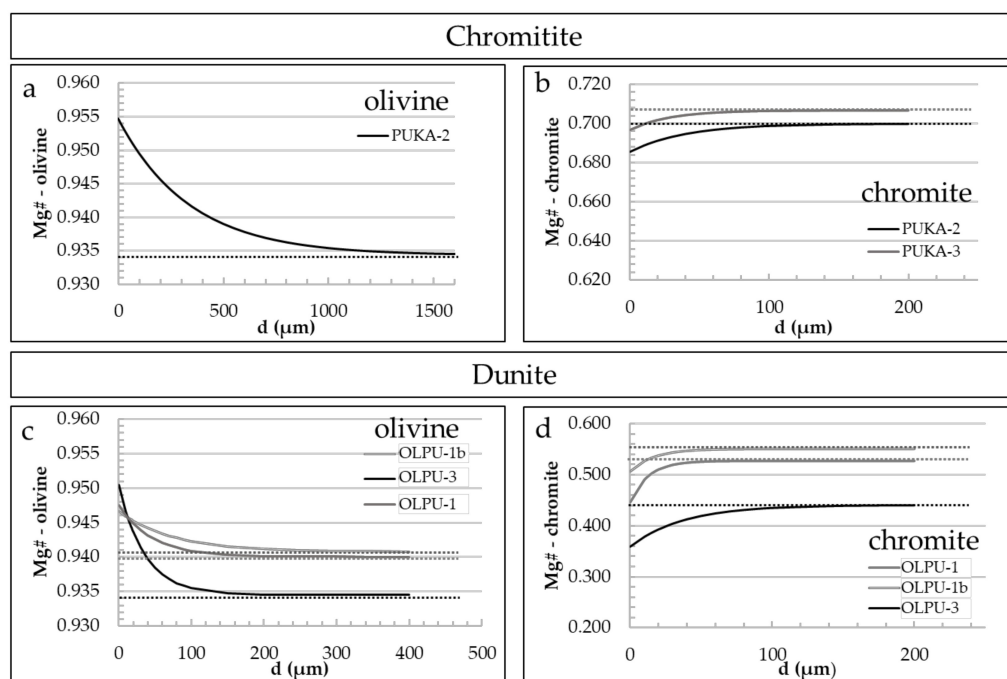 Chromitite
a
olivine
PUKA-2
Mg# - olivine
0.960
0.955
0.950
0.945
0.940
0.935
0.930
0
500
1000
1500
d (μm)
b
chromite
PUKA-2
PUKA-3
Mg# - chromite
0.720
0.700
0.680
0.660
0.640
0.620
0
100
200
d (μm)
Dunite
c
olivine
OLPU-1b
OLPU-3
OLPU-1
Mg# - olivine
0.960
0.955
0.950
0.945
0.940
0.935
0.930
0
100
200
300
400
500
d (μm)
d
chromite
OLPU-1
OLPU-1b
OLPU-3
Mg# - chromite
0.600
0.500
0.400
0.300
0.200
0
100
200
d (μm)